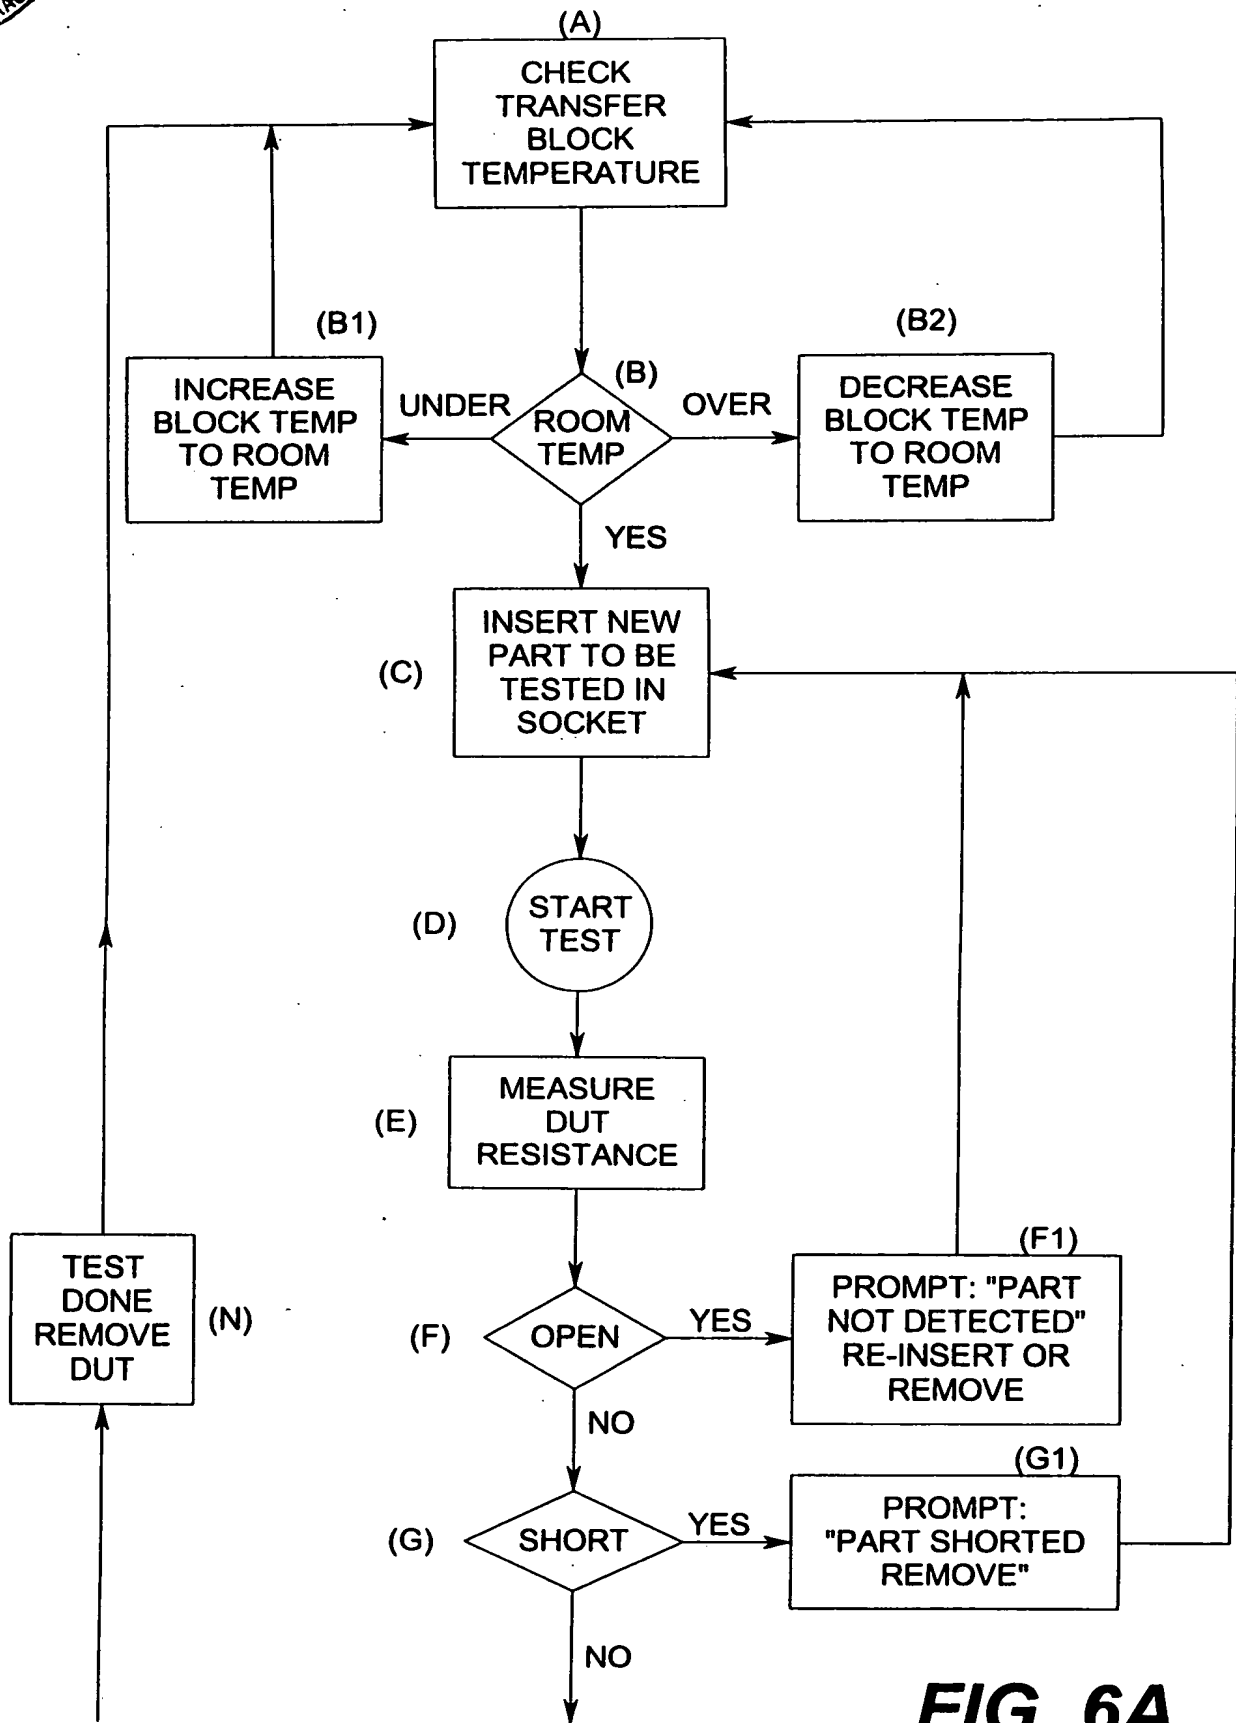 (A)
CHECK
TRANSFER
BLOCK
TEMPERATURE
(B1)
(B2)
INCREASE
BLOCK TEMP
TO ROOM
TEMP
UNDER
(B)
ROOM
TEMP
OVER
DECREASE
BLOCK TEMP
TO ROOM
TEMP
YES
(C)
INSERT NEW
PART TO BE
TESTED IN
SOCKET
(D)
START
TEST
(E)
MEASURE
DUT
RESISTANCE
TEST
DONE
REMOVE
DUT
(N)
(F)
OPEN
YES
(F1)
PROMPT: "PART
NOT DETECTED"
RE-INSERT OR
REMOVE
NO
(G)
SHORT
YES
(G1)
PROMPT:
"PART SHORTED
REMOVE"
NO
FIG. 6A